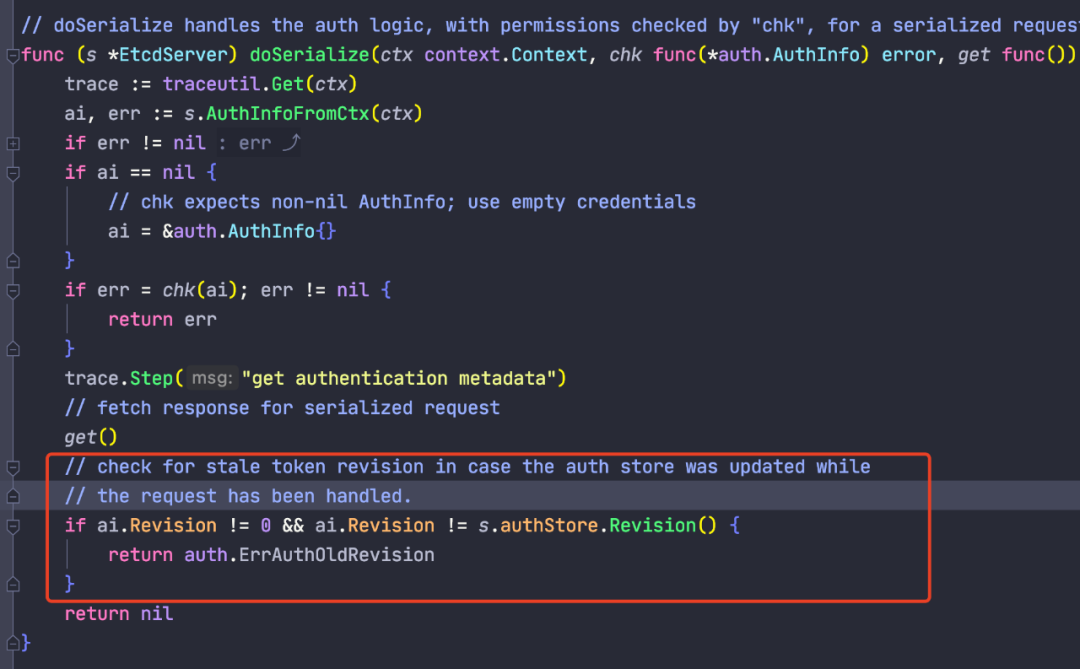 // doSerialize handles the auth logic, with permissions checked by "chk", for a serialized reques
func (s *EtcdServer) doSerialize(ctx context.Context, chk func(*auth.AuthInfo) error, get func())
    trace := traceutil.Get(ctx)
    ai, err := s.AuthInfoFromCtx(ctx)
    if err != nil : err ⤴
    if ai == nil {
        // chk expects non-nil AuthInfo; use empty credentials
        ai = &auth.AuthInfo{}
    }
    if err = chk(ai); err != nil {
        return err
    }
    trace.Step( msg: "get authentication metadata")
    // fetch response for serialized request
    get()
    // check for stale token revision in case the auth store was updated while
    // the request has been handled.
    if ai.Revision != 0 && ai.Revision != s.authStore.Revision() {
        return auth.ErrAuthOldRevision
    }
    return nil
}